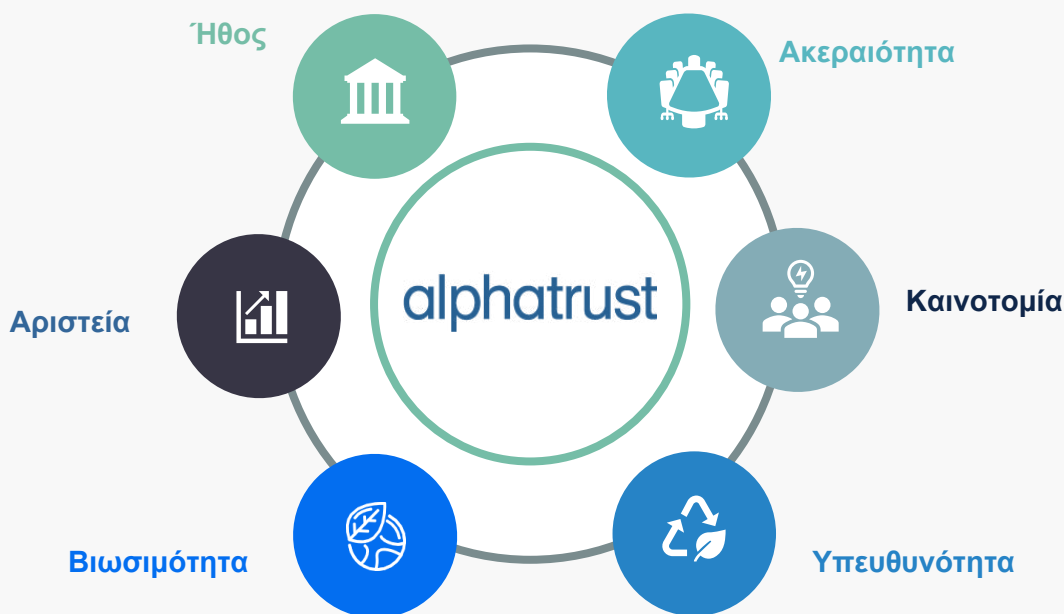 Ήθος
Ακεραιότητα
alphatrust
Αριστεία
Καινοτομία
Βιωσιμότητα
Υπευθυνότητα